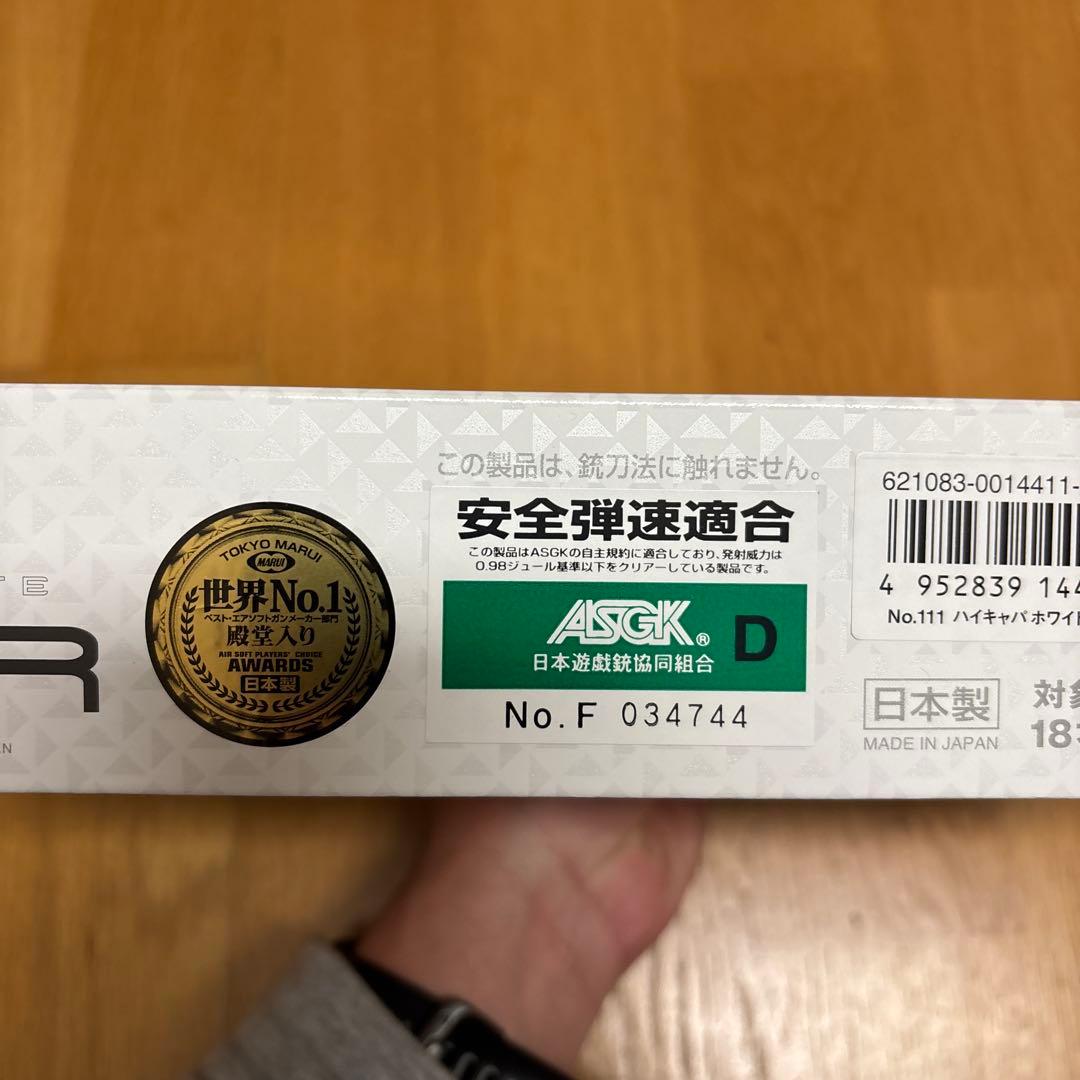 この製品は、銃刀法に触れません。
安全弾速適合
この製品はASGKの自主規約に適合しており、発射威力は
0.98ジュール基準以下をクリアーしている製品です。
ASGK®
日本遊戯銃協同組合
D
No. F 034744
TOKYO MARUI
MARUI
世界No.1
ベスト・エアソフトガンメーカー部門
殿堂入り
AIR SOFT PLAYERS' CHOICE
AWARDS
日本製
TE
R
AN
621083-0014411-
4 952839 144
No.111 ハイキャパ ホワイト
日本製
MADE IN JAPAN
対象
18